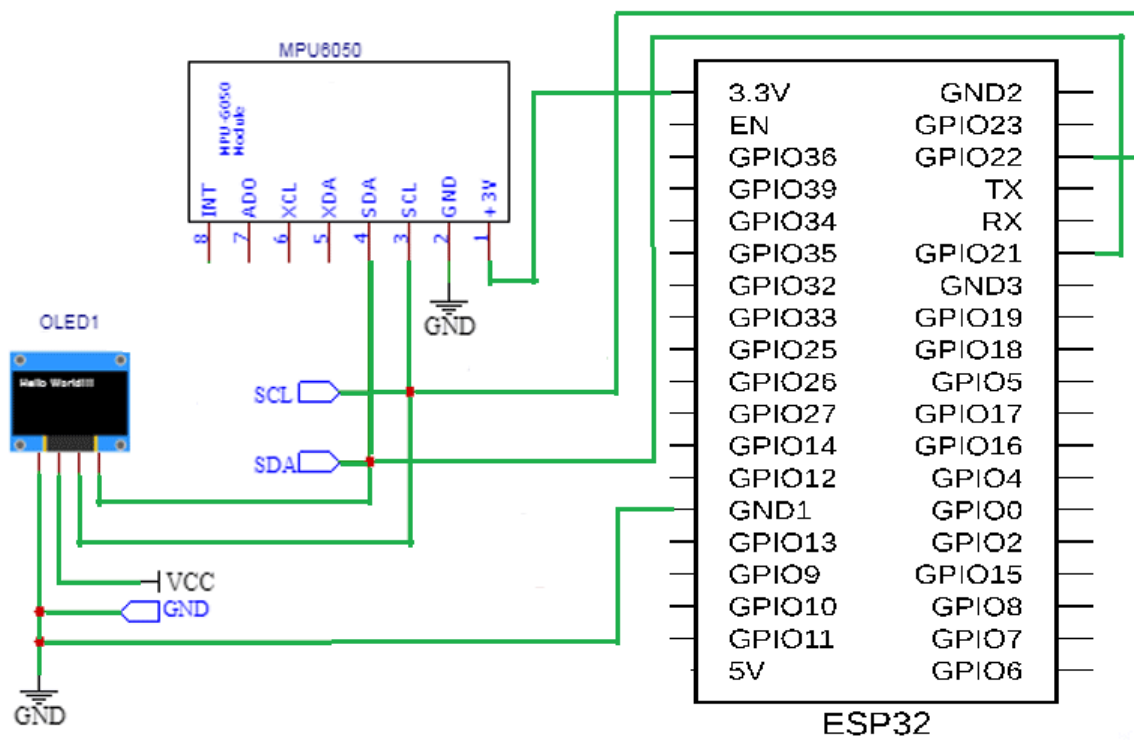 MPU6050
MPU-6050
Module
INT
ADO
XCL
XDA
SDA
SCL
GND
+3V
8
7
6
5
4
3
2
1
GND
OLED1
Hello World!!!
SCL
SDA
VCC
GND
GND
3.3V GND2
EN GPIO23
GPIO36 GPIO22
GPIO39 TX
GPIO34 RX
GPIO35 GPIO21
GPIO32 GND3
GPIO33 GPIO19
GPIO25 GPIO18
GPIO26 GPIO5
GPIO27 GPIO17
GPIO14 GPIO16
GPIO12 GPIO4
GND1 GPIO0
GPIO13 GPIO2
GPIO9 GPIO15
GPIO10 GPIO8
GPIO11 GPIO7
5V GPIO6
ESP32